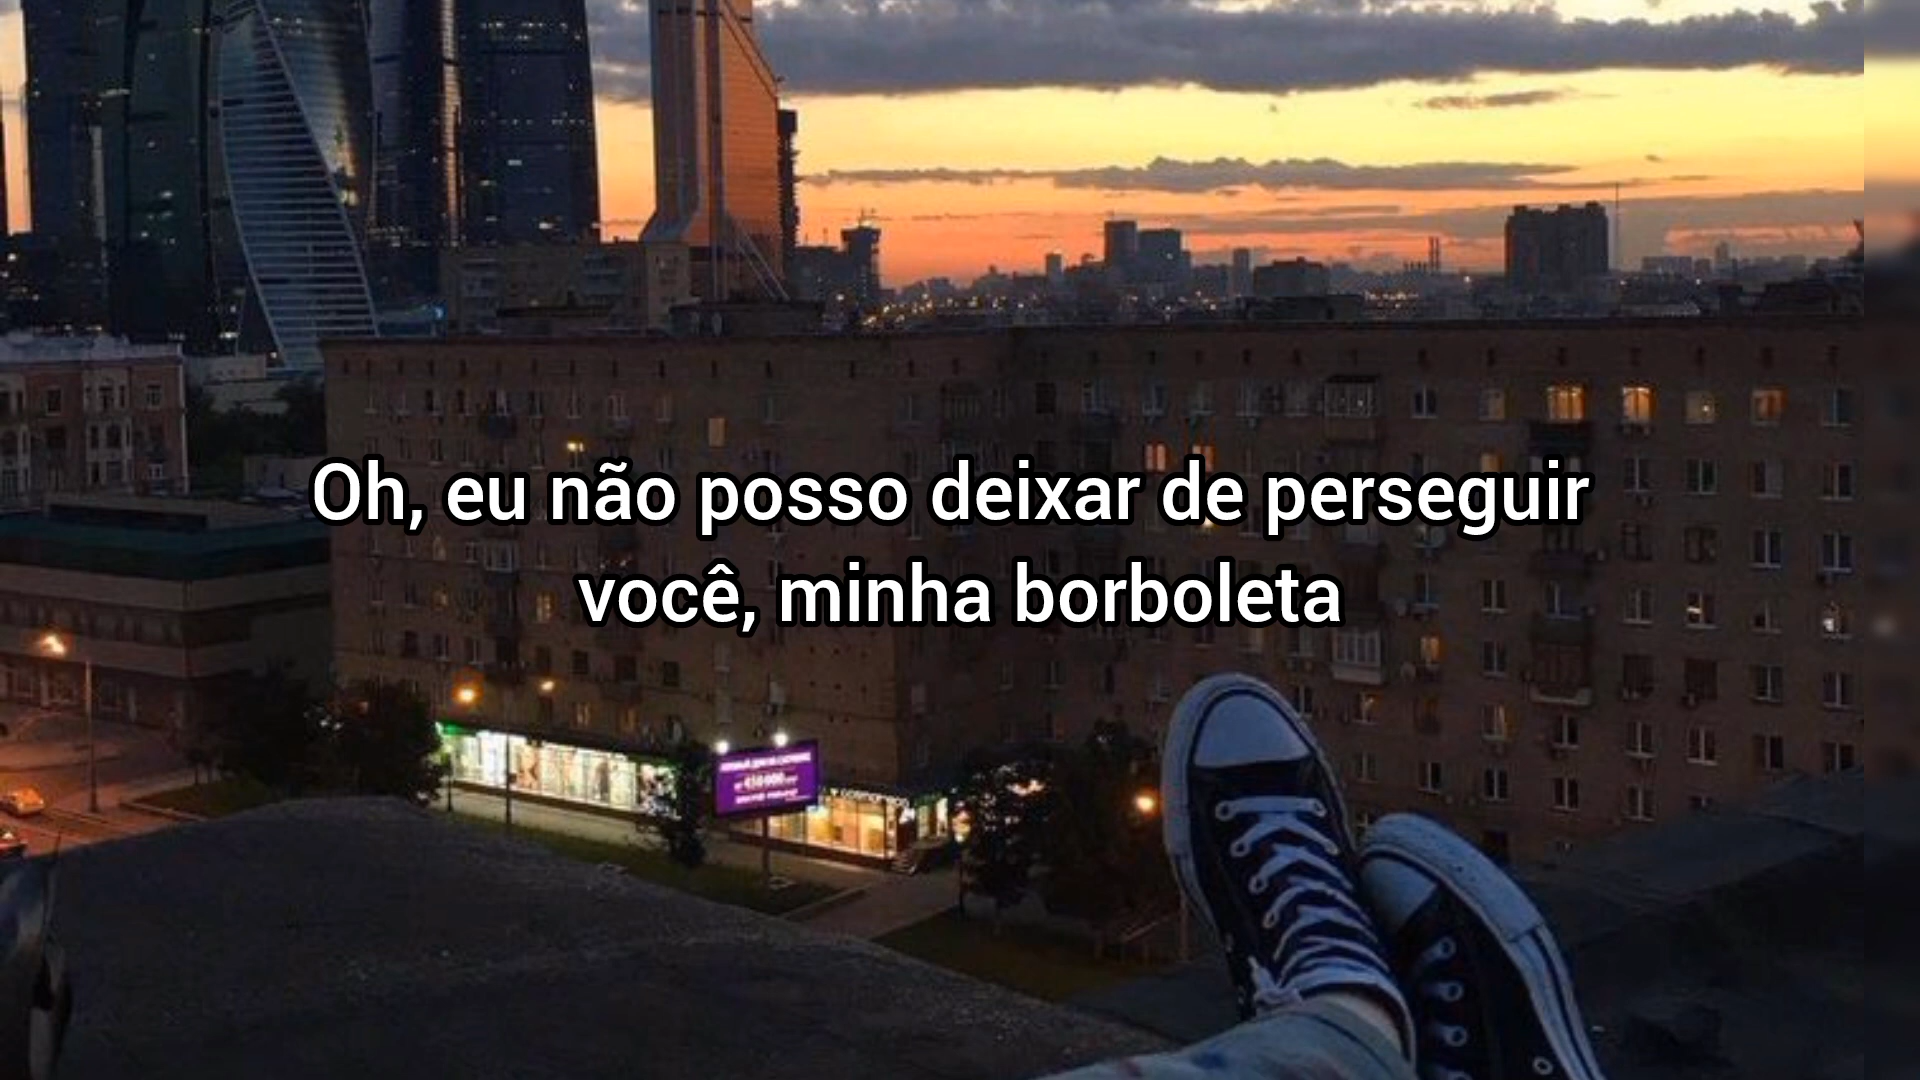 Oh, eu não posso deixar de perseguir
você, minha borboleta